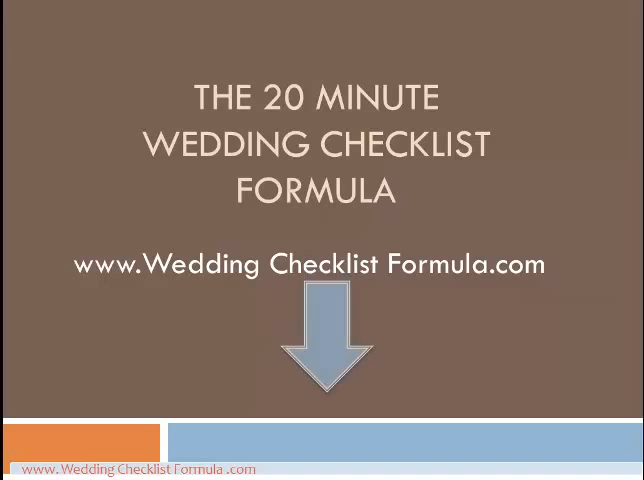 THE 20 MINUTE
WEDDING CHECKLIST
FORMULA
www.Wedding Checklist Formula.com
www. Wedding Checklist Formula .com